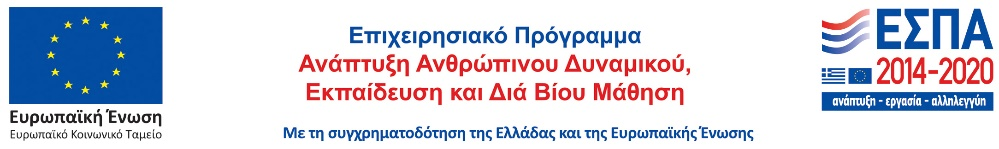 Ευρωπαϊκή Ένωση
Ευρωπαϊκό Κοινωνικό Ταμείο
Επιχειρησιακό Πρόγραμμα
Ανάπτυξη Ανθρώπινου Δυναμικού,
Εκπαίδευση και Διά Βίου Μάθηση
Με τη συγχρηματοδότηση της Ελλάδας και της Ευρωπαϊκής Ένωσης
ΕΣΠΑ
2014-2020
ανάπτυξη - εργασία - αλληλεγγύη